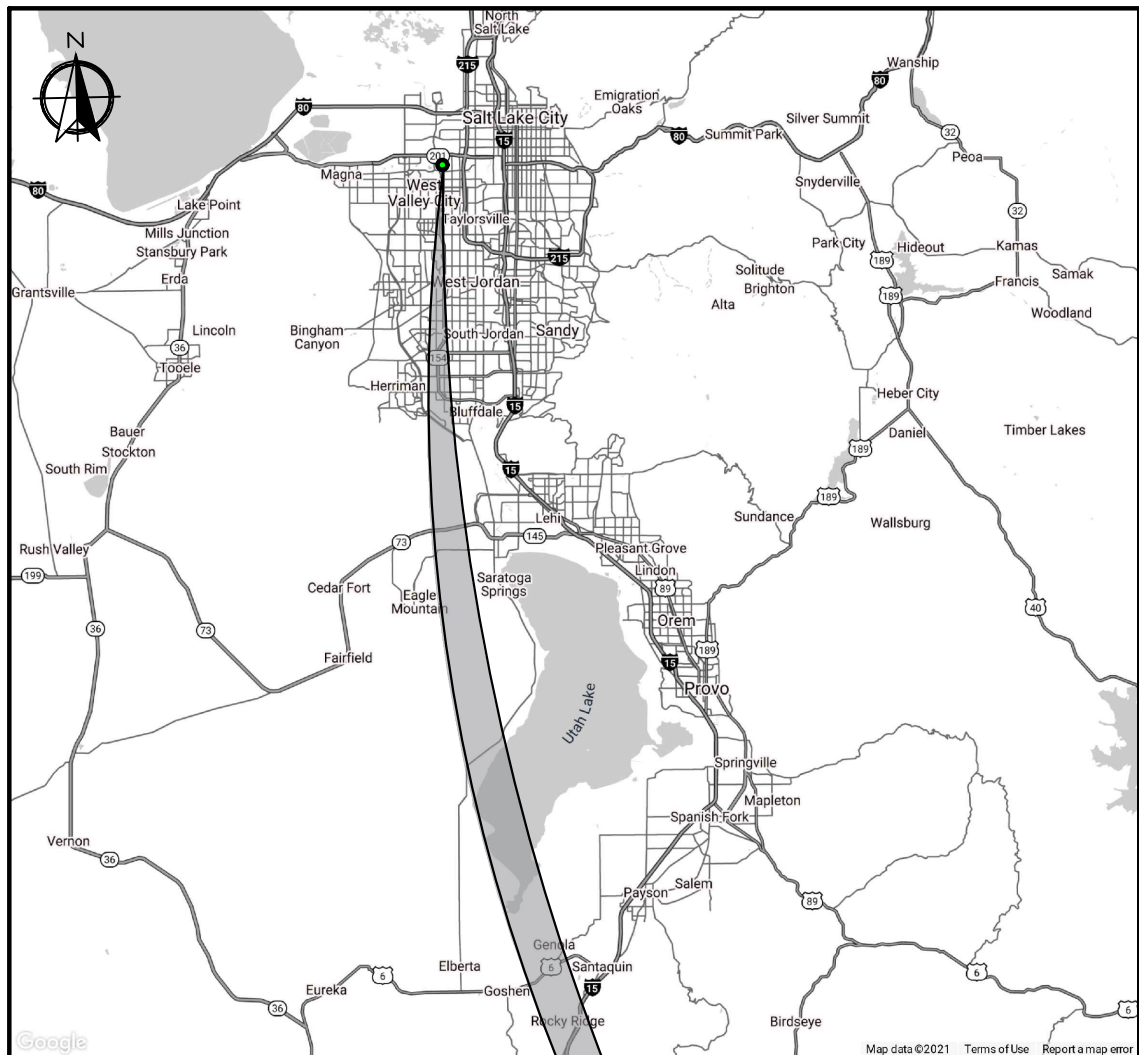 N
North
Salt Lake
215
Wanship
80
80
Emigration
Oaks
Salt Lake City
Silver Summit
15
80
Summit Park
32
201
Peoa
Magna
West
Valley City
Snyderville
80
Lake Point
Taylorsville
32
Mills Junction
Stansbury Park
Park City
Hideout
Kamas
215
189
Erda
Solitude
Brighton
Samak
West Jordan
Francis
Grantsville
189
Alta
Woodland
Lincoln
Bingham
Canyon
South Jordan
Sandy
36
154
Tooele
Herriman
Heber City
15
Bluffdale
Bauer
Daniel
Timber Lakes
Stockton
189
South Rim
15
189
Sundance
Wallsburg
Lehi
145
73
Rush Valley
Pleasant Grove
Lindon
199
Saratoga
Springs
Cedar Fort
89
Eagle
Mountain
40
36
73
Orem
189
Fairfield
15
Provo
Utah Lake
Springville
Mapleton
Spanish Fork
Vernon
36
Salem
Payson
89
Genola
Elberta
6
Santaquin
6
6
Eureka
Goshen
15
36
6
Rocky Ridge
Birdseye
Google
Map data ©2021 Terms of Use Report a map error